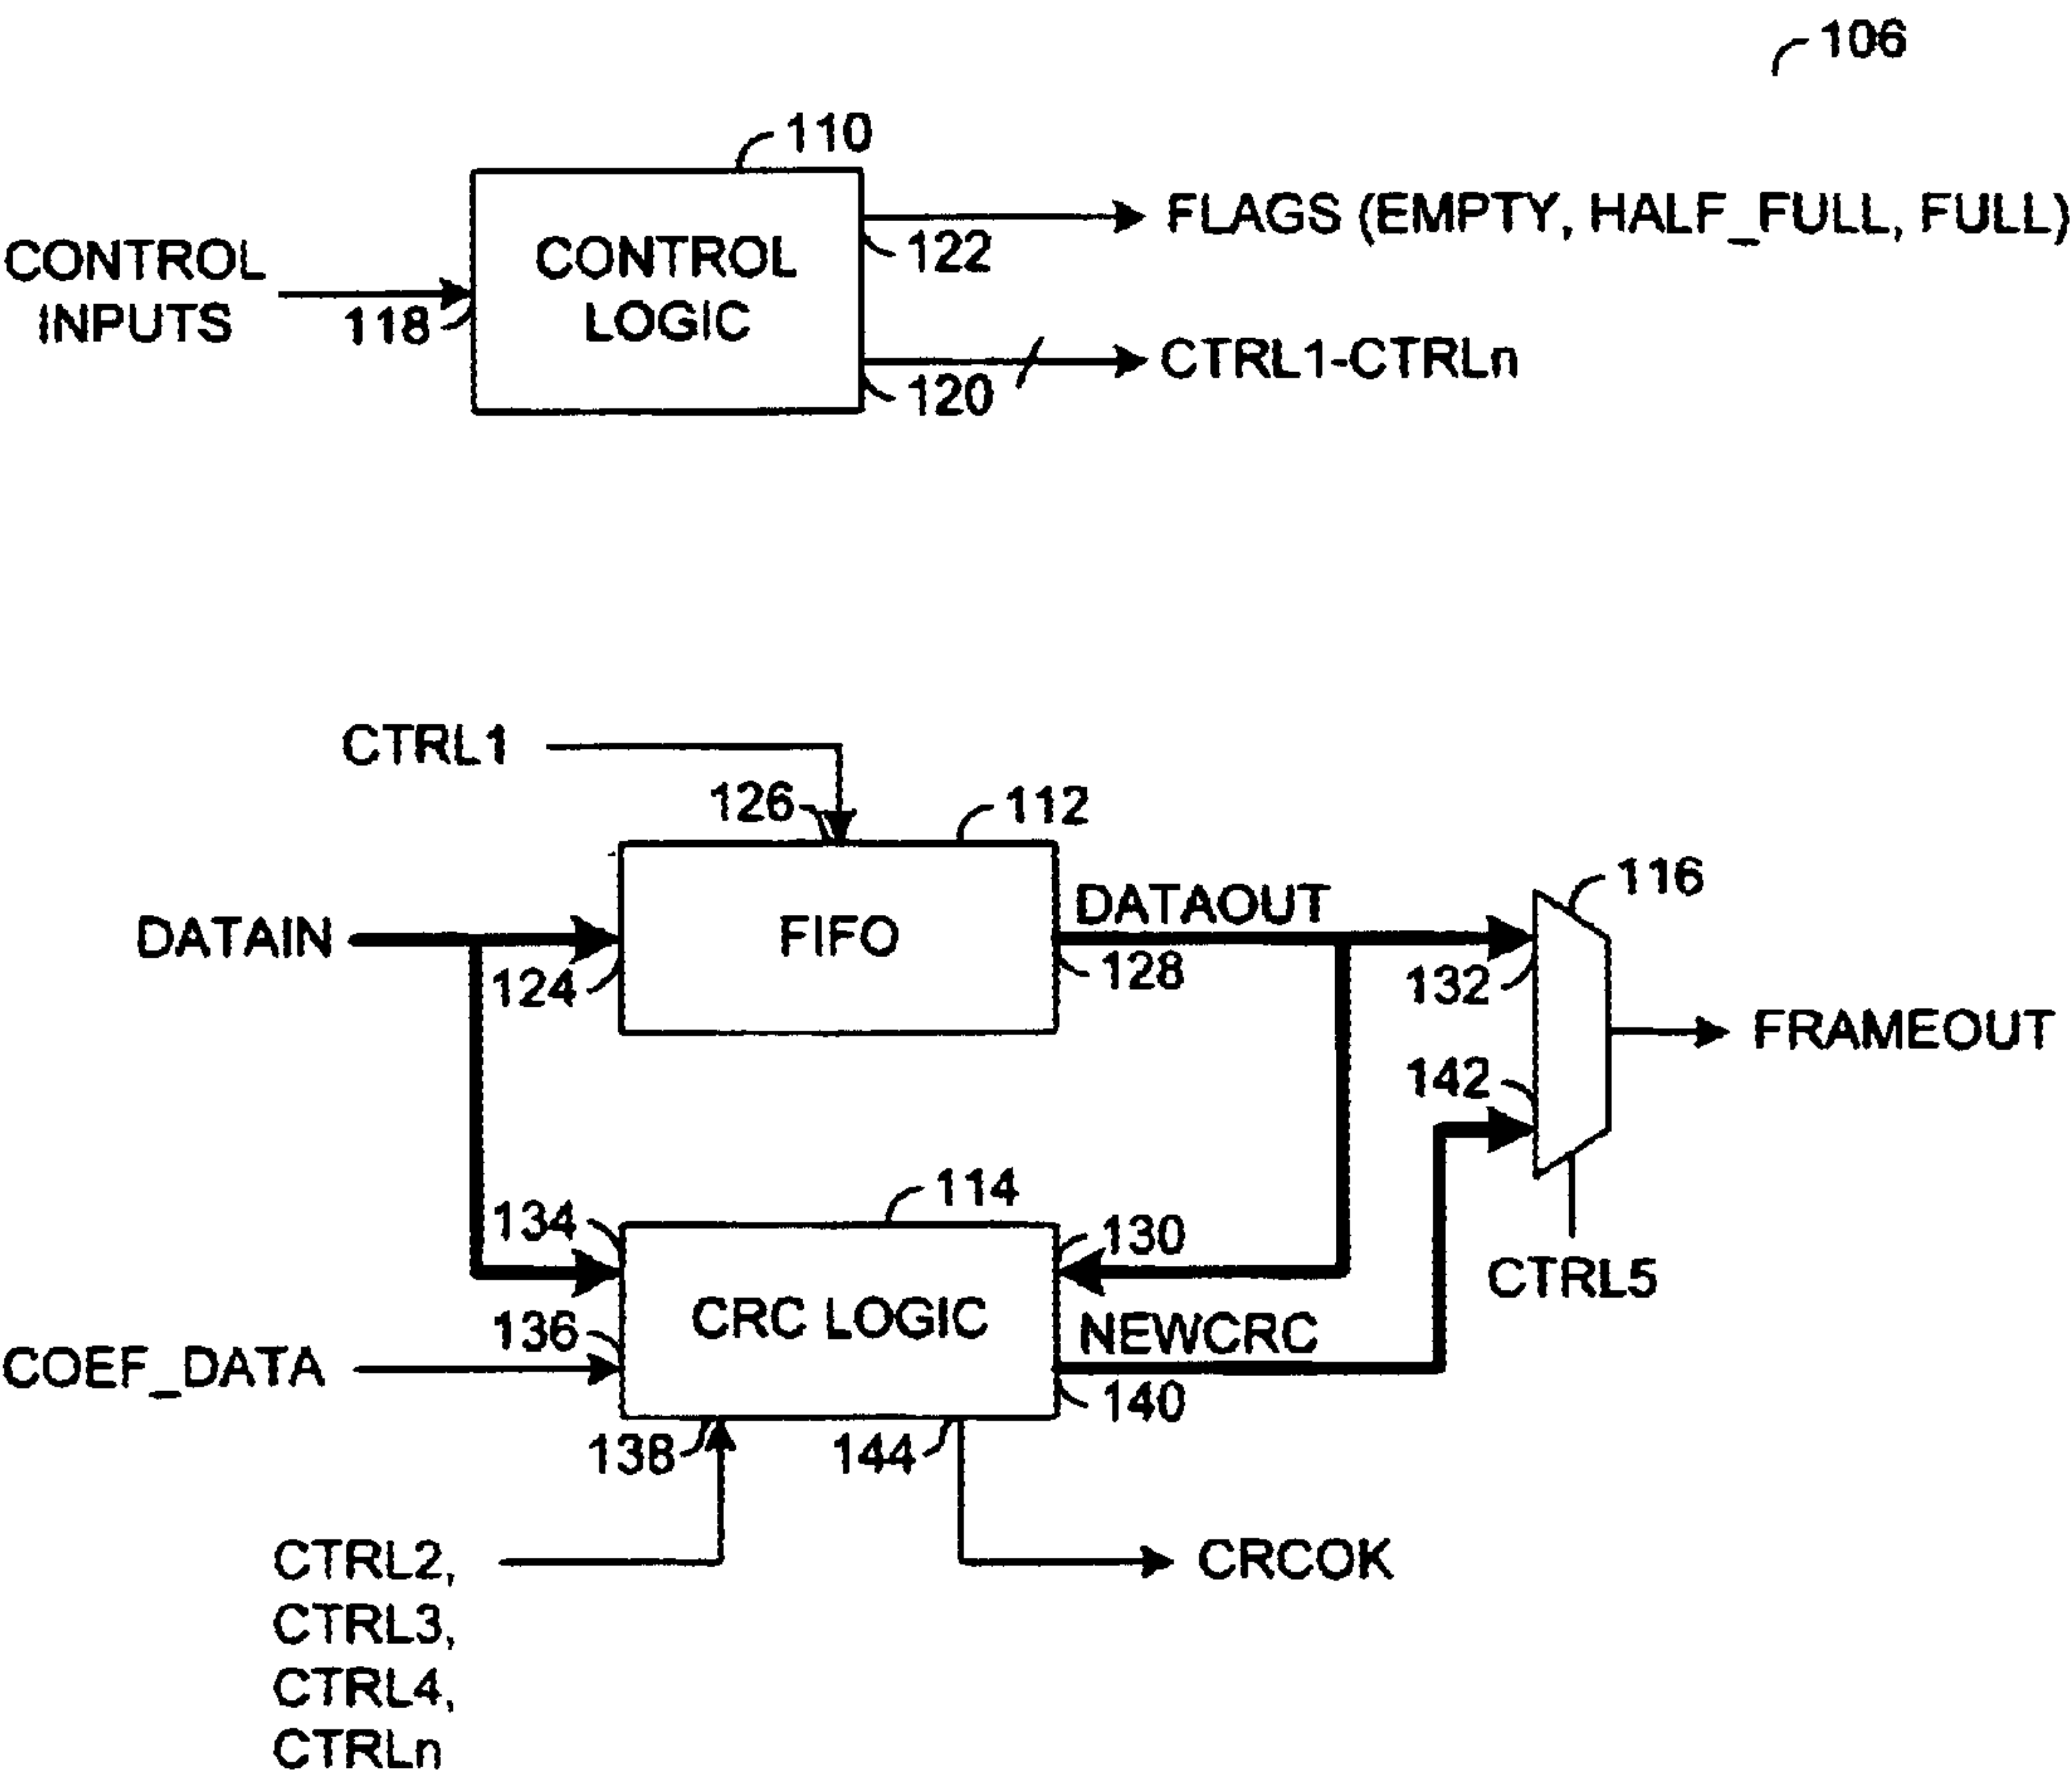 106
110
CONTROL
INPUTS
118
CONTROL
LOGIC
FLAGS (EMPTY, HALF_FULL, FULL)
122
CTRL1-CTRLn
120
CTRL1
126
112
DATAIN
124
FIFO
DATAOUT
128
132
116
FRAMEOUT
142
134
114
130
136
CRC LOGIC
NEWCRC
CTRL5
COEF_DATA
140
138
144
CTRL2,
CTRL3,
CTRL4,
CTRLn
CRCOK